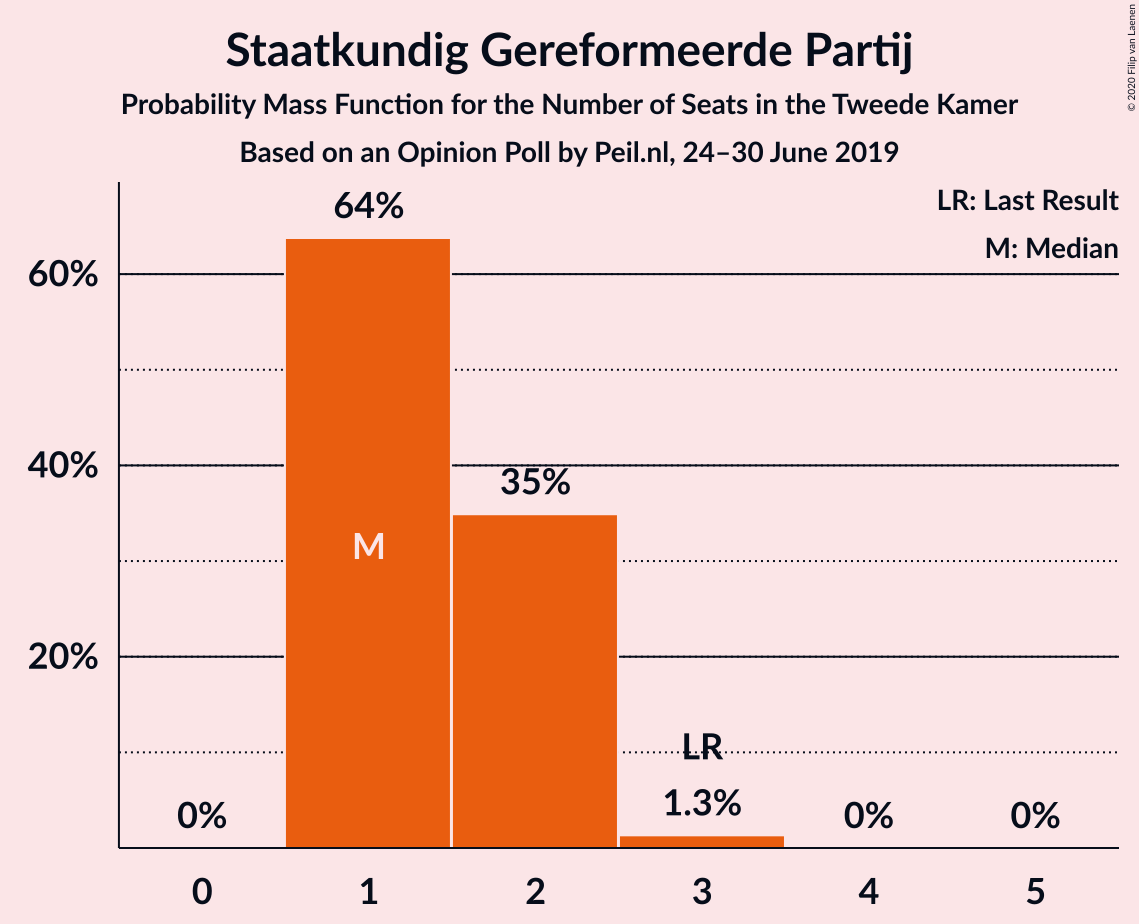 Staatkundig Gereformeerde Partij
Probability Mass Function for the Number of Seats in the Tweede Kamer
Based on an Opinion Poll by Peil.nl, 24–30 June 2019
© 2020 Filip van Laenen
LR: Last Result
M: Median
64%
60%
40%
35%
M
20%
LR
0%
1.3%
0%
0%
0
1
2
3
4
5